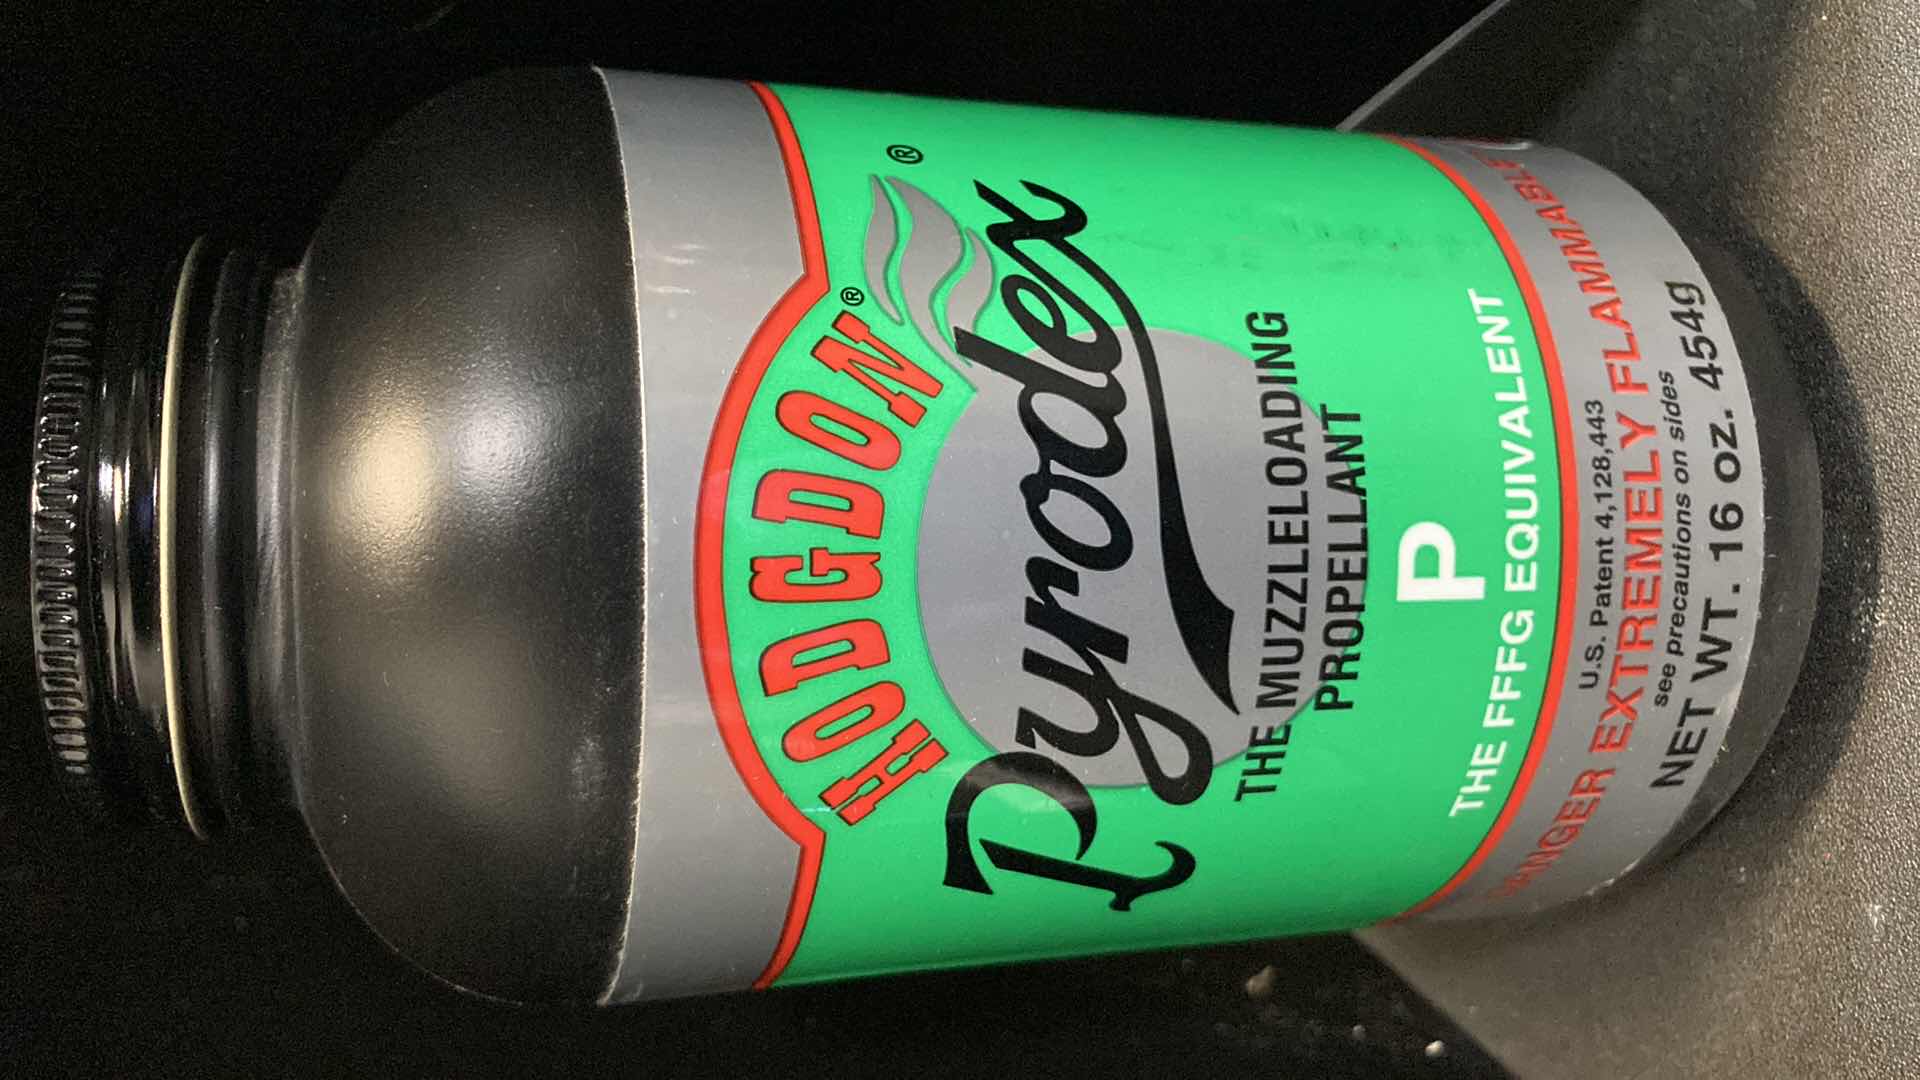 HODGDON®
Pyrodex®
THE MUZZLELOADING
PROPELLANT
P
THE FFFG EQUIVALENT
U.S. Patent 4,128,443
DANGER EXTREMELY FLAMMABLE
see precautions on sides
NET WT. 16 oz. 454g